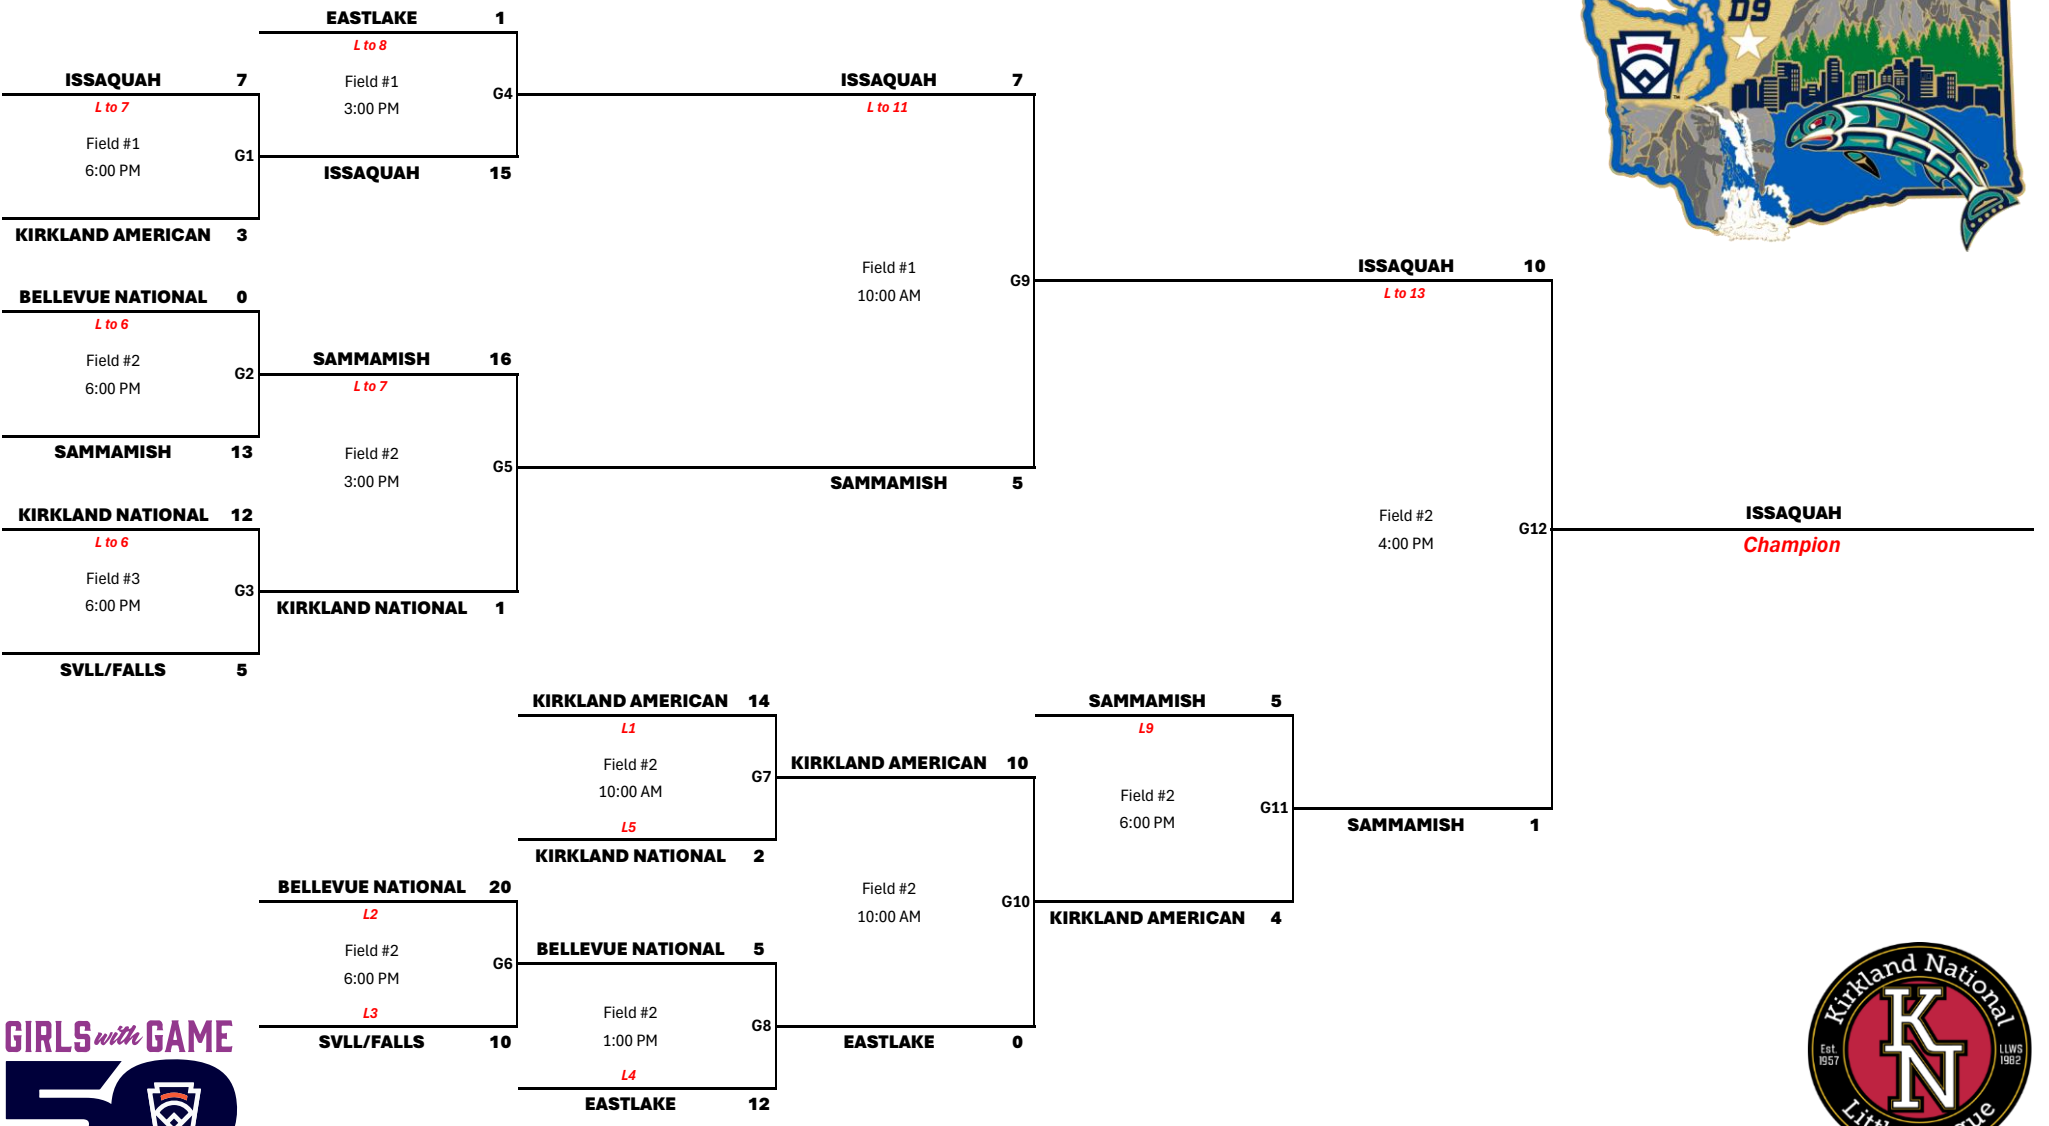 EASTLAKE 1
L to 8
Field #1
3:00 PM
G4
ISSAQUAH 15
ISSAQUAH 7
L to 7
Field #1
6:00 PM
G1
KIRKLAND AMERICAN 3
BELLEVUE NATIONAL 0
L to 6
Field #2
6:00 PM
G2
SAMMAMISH 13
SAMMAMISH 16
L to 7
Field #2
3:00 PM
G5
KIRKLAND NATIONAL 1
KIRKLAND NATIONAL 12
L to 6
Field #3
6:00 PM
G3
SVLL/FALLS 5
ISSAQUAH 7
L to 11
Field #1
10:00 AM
G9
SAMMAMISH 5
ISSAQUAH 10
L to 13
Field #2
4:00 PM
G12
SAMMAMISH 1
ISSAQUAH
Champion
KIRKLAND AMERICAN 14
L1
Field #2
10:00 AM
G7
L5
KIRKLAND NATIONAL 2
BELLEVUE NATIONAL 20
L2
Field #2
6:00 PM
G6
L3
SVLL/FALLS 10
BELLEVUE NATIONAL 5
Field #2
1:00 PM
G8
L4
EASTLAKE 12
KIRKLAND AMERICAN 10
Field #2
10:00 AM
G10
EASTLAKE 0
SAMMAMISH 5
L9
Field #2
6:00 PM
G11
KIRKLAND AMERICAN 4
D9
GIRLS with GAME
50
Kirkland National
KN
Est. 1957
LLWS 1982